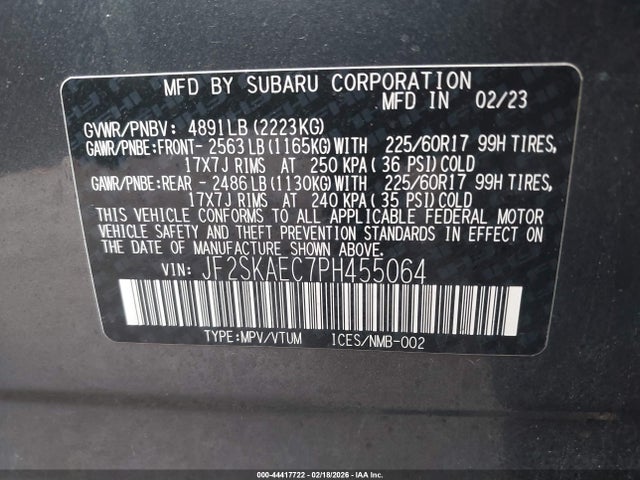 MFD BY SUBARU CORPORATION
MFD IN 02/23
GVWR/PNBV: 4891LB(2223KG)
GAWR/PNBE:FRONT- 2563LB(1165KG)WITH 225/60R17 99H TIRES,
17X7J RIMS AT 250 KPA( 36 PSI)COLD
GAWR/PNBE:REAR - 2486LB(1130KG)WITH 225/60R17 99H TIRES,
17X7J RIMS AT 240 KPA( 35 PSI)COLD
THIS VEHICLE CONFORMS TO ALL APPLICABLE FEDERAL MOTOR
VEHICLE SAFETY AND THEFT PREVENTION STANDARDS IN EFFECT
ON THE DATE OF MANUFACTURE SHOWN ABOVE.
VIN: JF2SKAEC7PH455064
TYPE:MPV/VTUM ICES/NMB-002
000-44417722 - 02/18/2026 - IAA Inc.